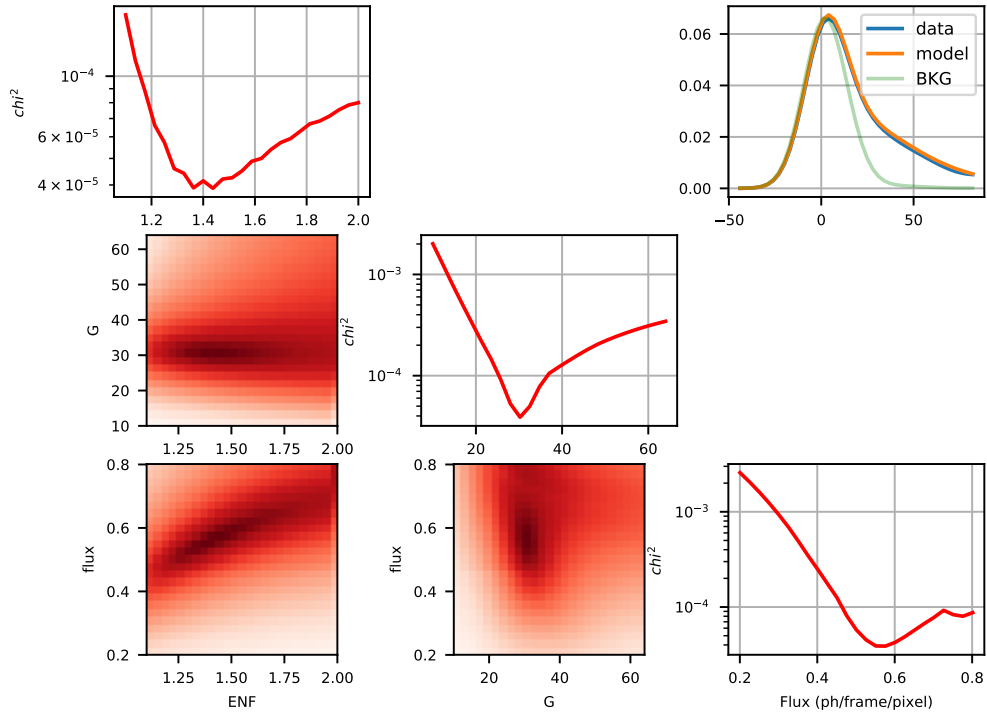 10⁻⁴
6 × 10⁻⁵
4 × 10⁻⁵
chi²
1.2 1.4 1.6 1.8 2.0
0.06
0.04
0.02
0.00
−50 0 50
data
model
BKG
60
50
40
30
20
10
G
1.25 1.50 1.75 2.00
chi²
10⁻³
10⁻⁴
20 40 60
0.8
0.6
0.4
0.2
flux
1.25 1.50 1.75 2.00
ENF
0.8
0.6
0.4
0.2
flux
20 40 60
G
chi²
10⁻³
10⁻⁴
0.2 0.4 0.6 0.8
Flux (ph/frame/pixel)